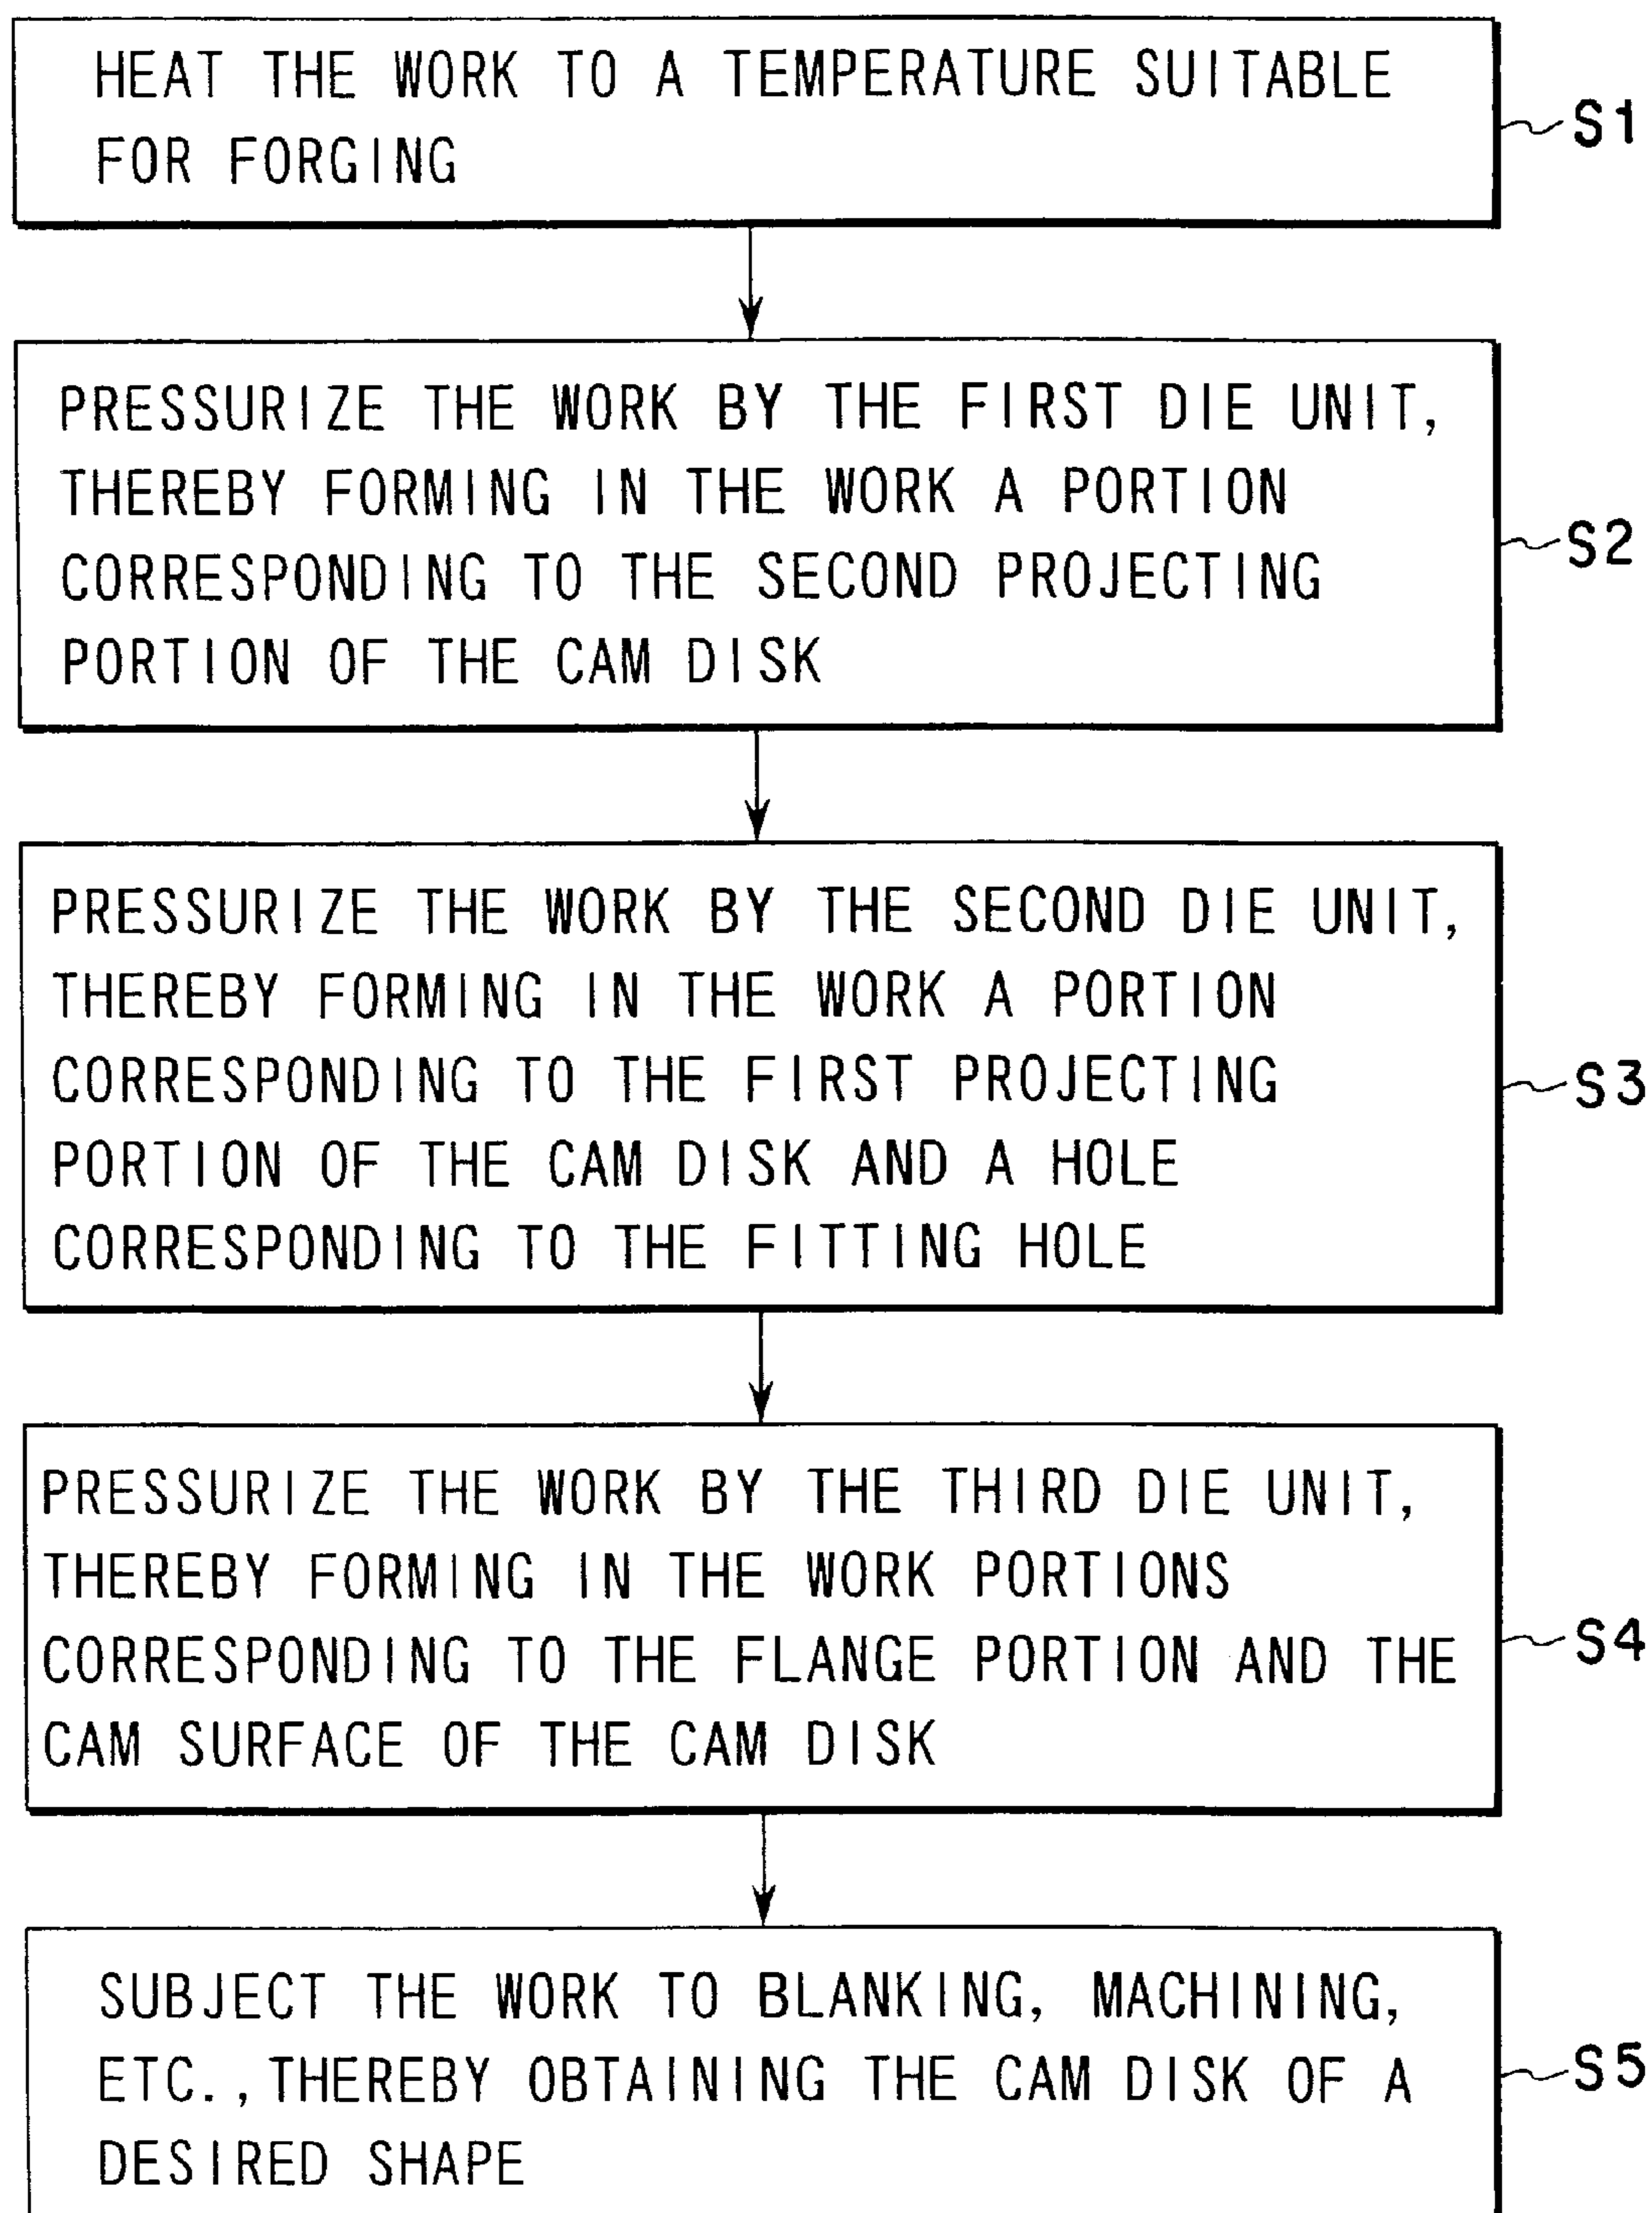 HEAT THE WORK TO A TEMPERATURE SUITABLE
FOR FORGING
S1
PRESSURIZE THE WORK BY THE FIRST DIE UNIT,
THEREBY FORMING IN THE WORK A PORTION
CORRESPONDING TO THE SECOND PROJECTING
PORTION OF THE CAM DISK
S2
PRESSURIZE THE WORK BY THE SECOND DIE UNIT,
THEREBY FORMING IN THE WORK A PORTION
CORRESPONDING TO THE FIRST PROJECTING
PORTION OF THE CAM DISK AND A HOLE
CORRESPONDING TO THE FITTING HOLE
S3
PRESSURIZE THE WORK BY THE THIRD DIE UNIT,
THEREBY FORMING IN THE WORK PORTIONS
CORRESPONDING TO THE FLANGE PORTION AND THE
CAM SURFACE OF THE CAM DISK
S4
SUBJECT THE WORK TO BLANKING, MACHINING,
ETC., THEREBY OBTAINING THE CAM DISK OF A
DESIRED SHAPE
S5